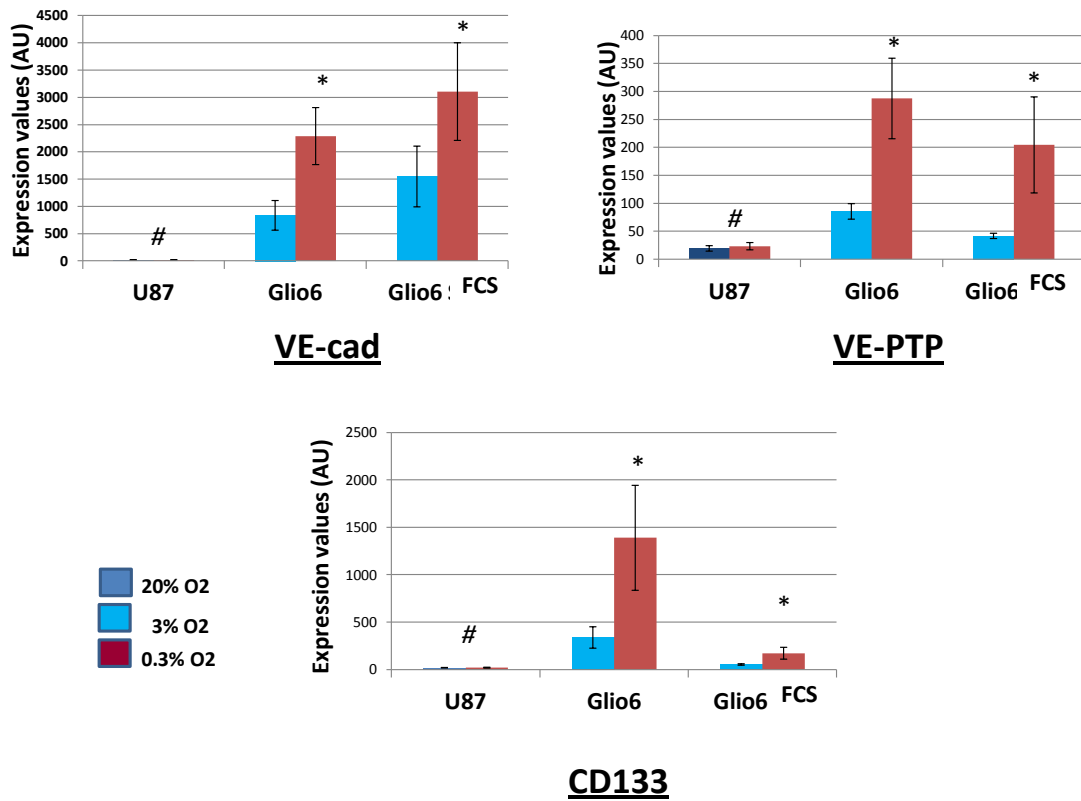 Expression values (AU)
4500
4000
3500
3000
2500
2000
1500
1000
500
0
*
*
#
U87
Glio6
Glio6
FCS
VE-cad
Expression values (AU)
400
350
300
250
200
150
100
50
0
*
*
#
U87
Glio6
Glio6
FCS
VE-PTP
Expression values (AU)
2500
2000
1500
1000
500
0
*
*
#
U87
Glio6
Glio6
FCS
CD133
20% O2
3% O2
0.3% O2